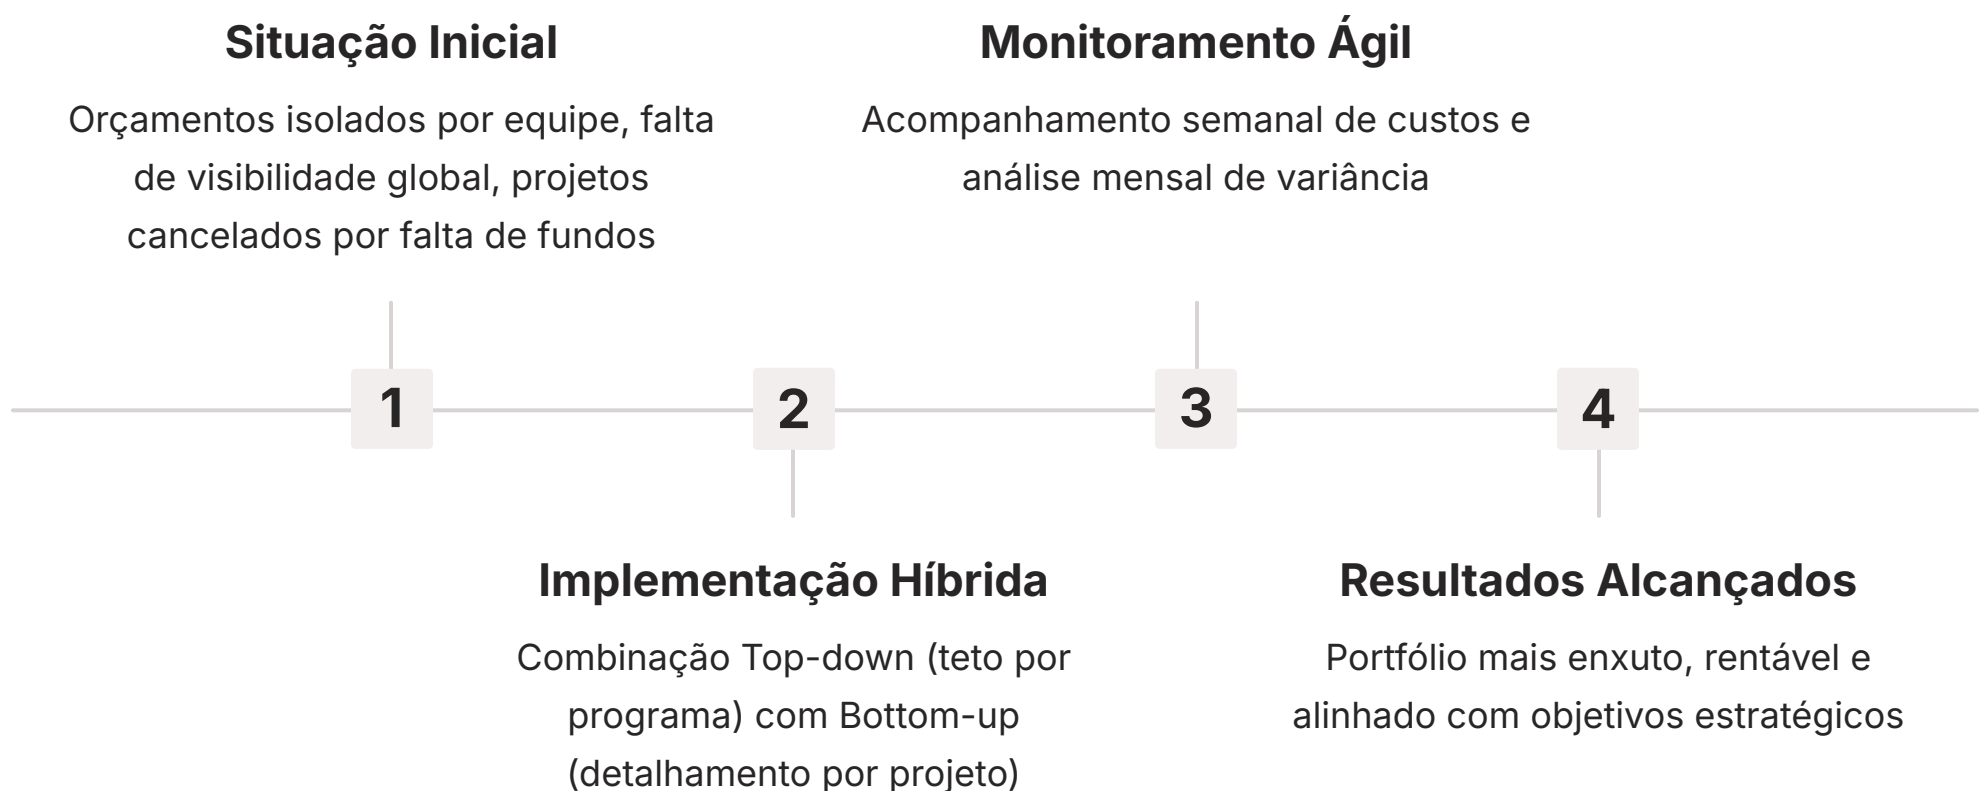 Situação Inicial
Orçamentos isolados por equipe, falta
de visibilidade global, projetos
cancelados por falta de fundos
Monitoramento Ágil
Acompanhamento semanal de custos e
análise mensal de variância
1
2
3
4
Implementação Híbrida
Combinação Top-down (teto por
programa) com Bottom-up
(detalhamento por projeto)
Resultados Alcançados
Portfólio mais enxuto, rentável e
alinhado com objetivos estratégicos